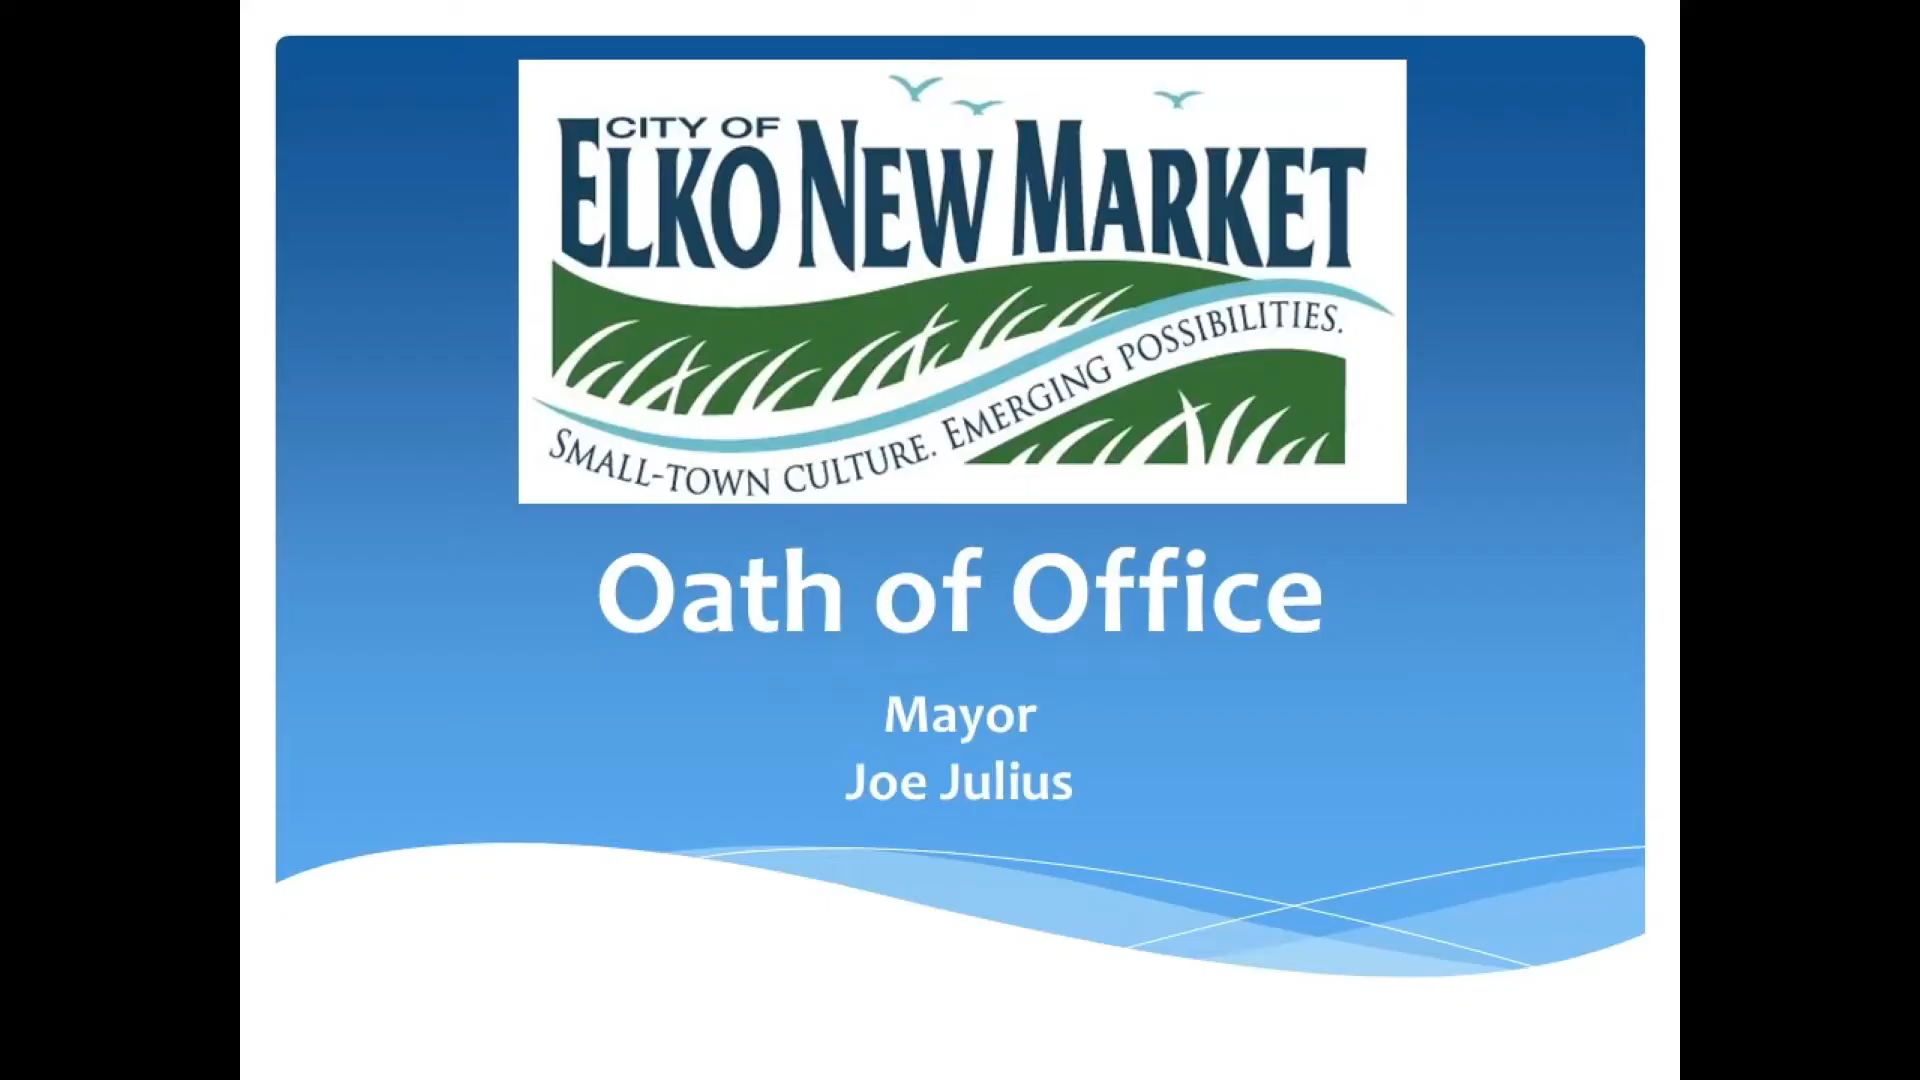 CITY OF
ELKO NEW MARKET
SMALL-TOWN CULTURE. EMERGING POSSIBILITIES.
Oath of Office
Mayor
Joe Julius